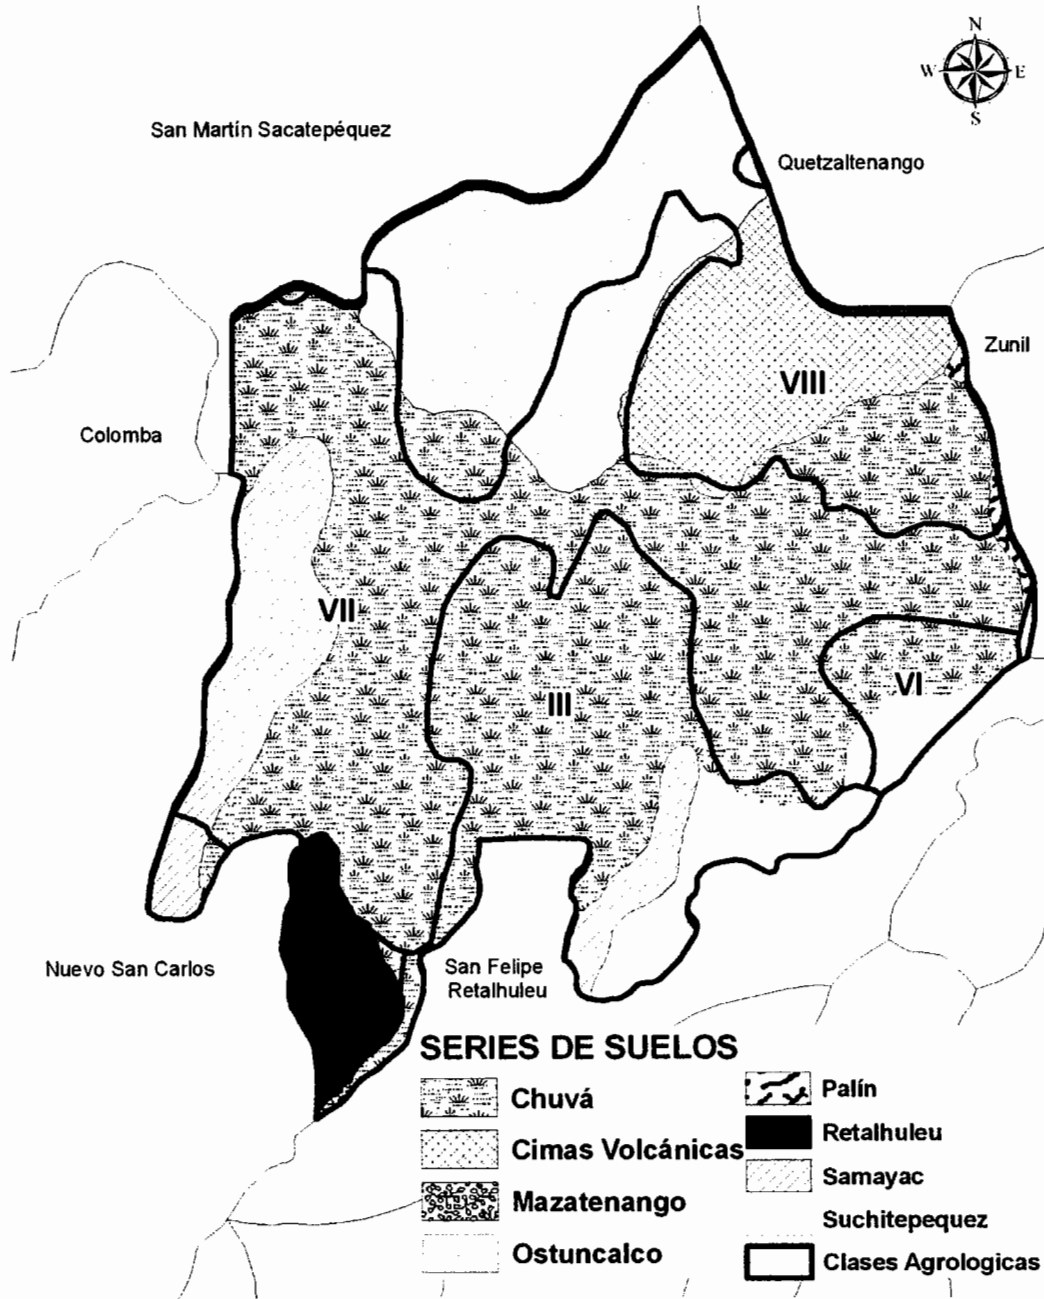 N
W E
S
San Martín Sacatepéquez
Quetzaltenango
Zunil
VIII
Colomba
VII
VI
III
Nuevo San Carlos
San Felipe
Retalhuleu
SERIES DE SUELOS
Chuvá
Cimas Volcánicas
Mazatenango
Ostuncalco
Palín
Retalhuleu
Samayac
Suchitepequez
Clases Agrologicas